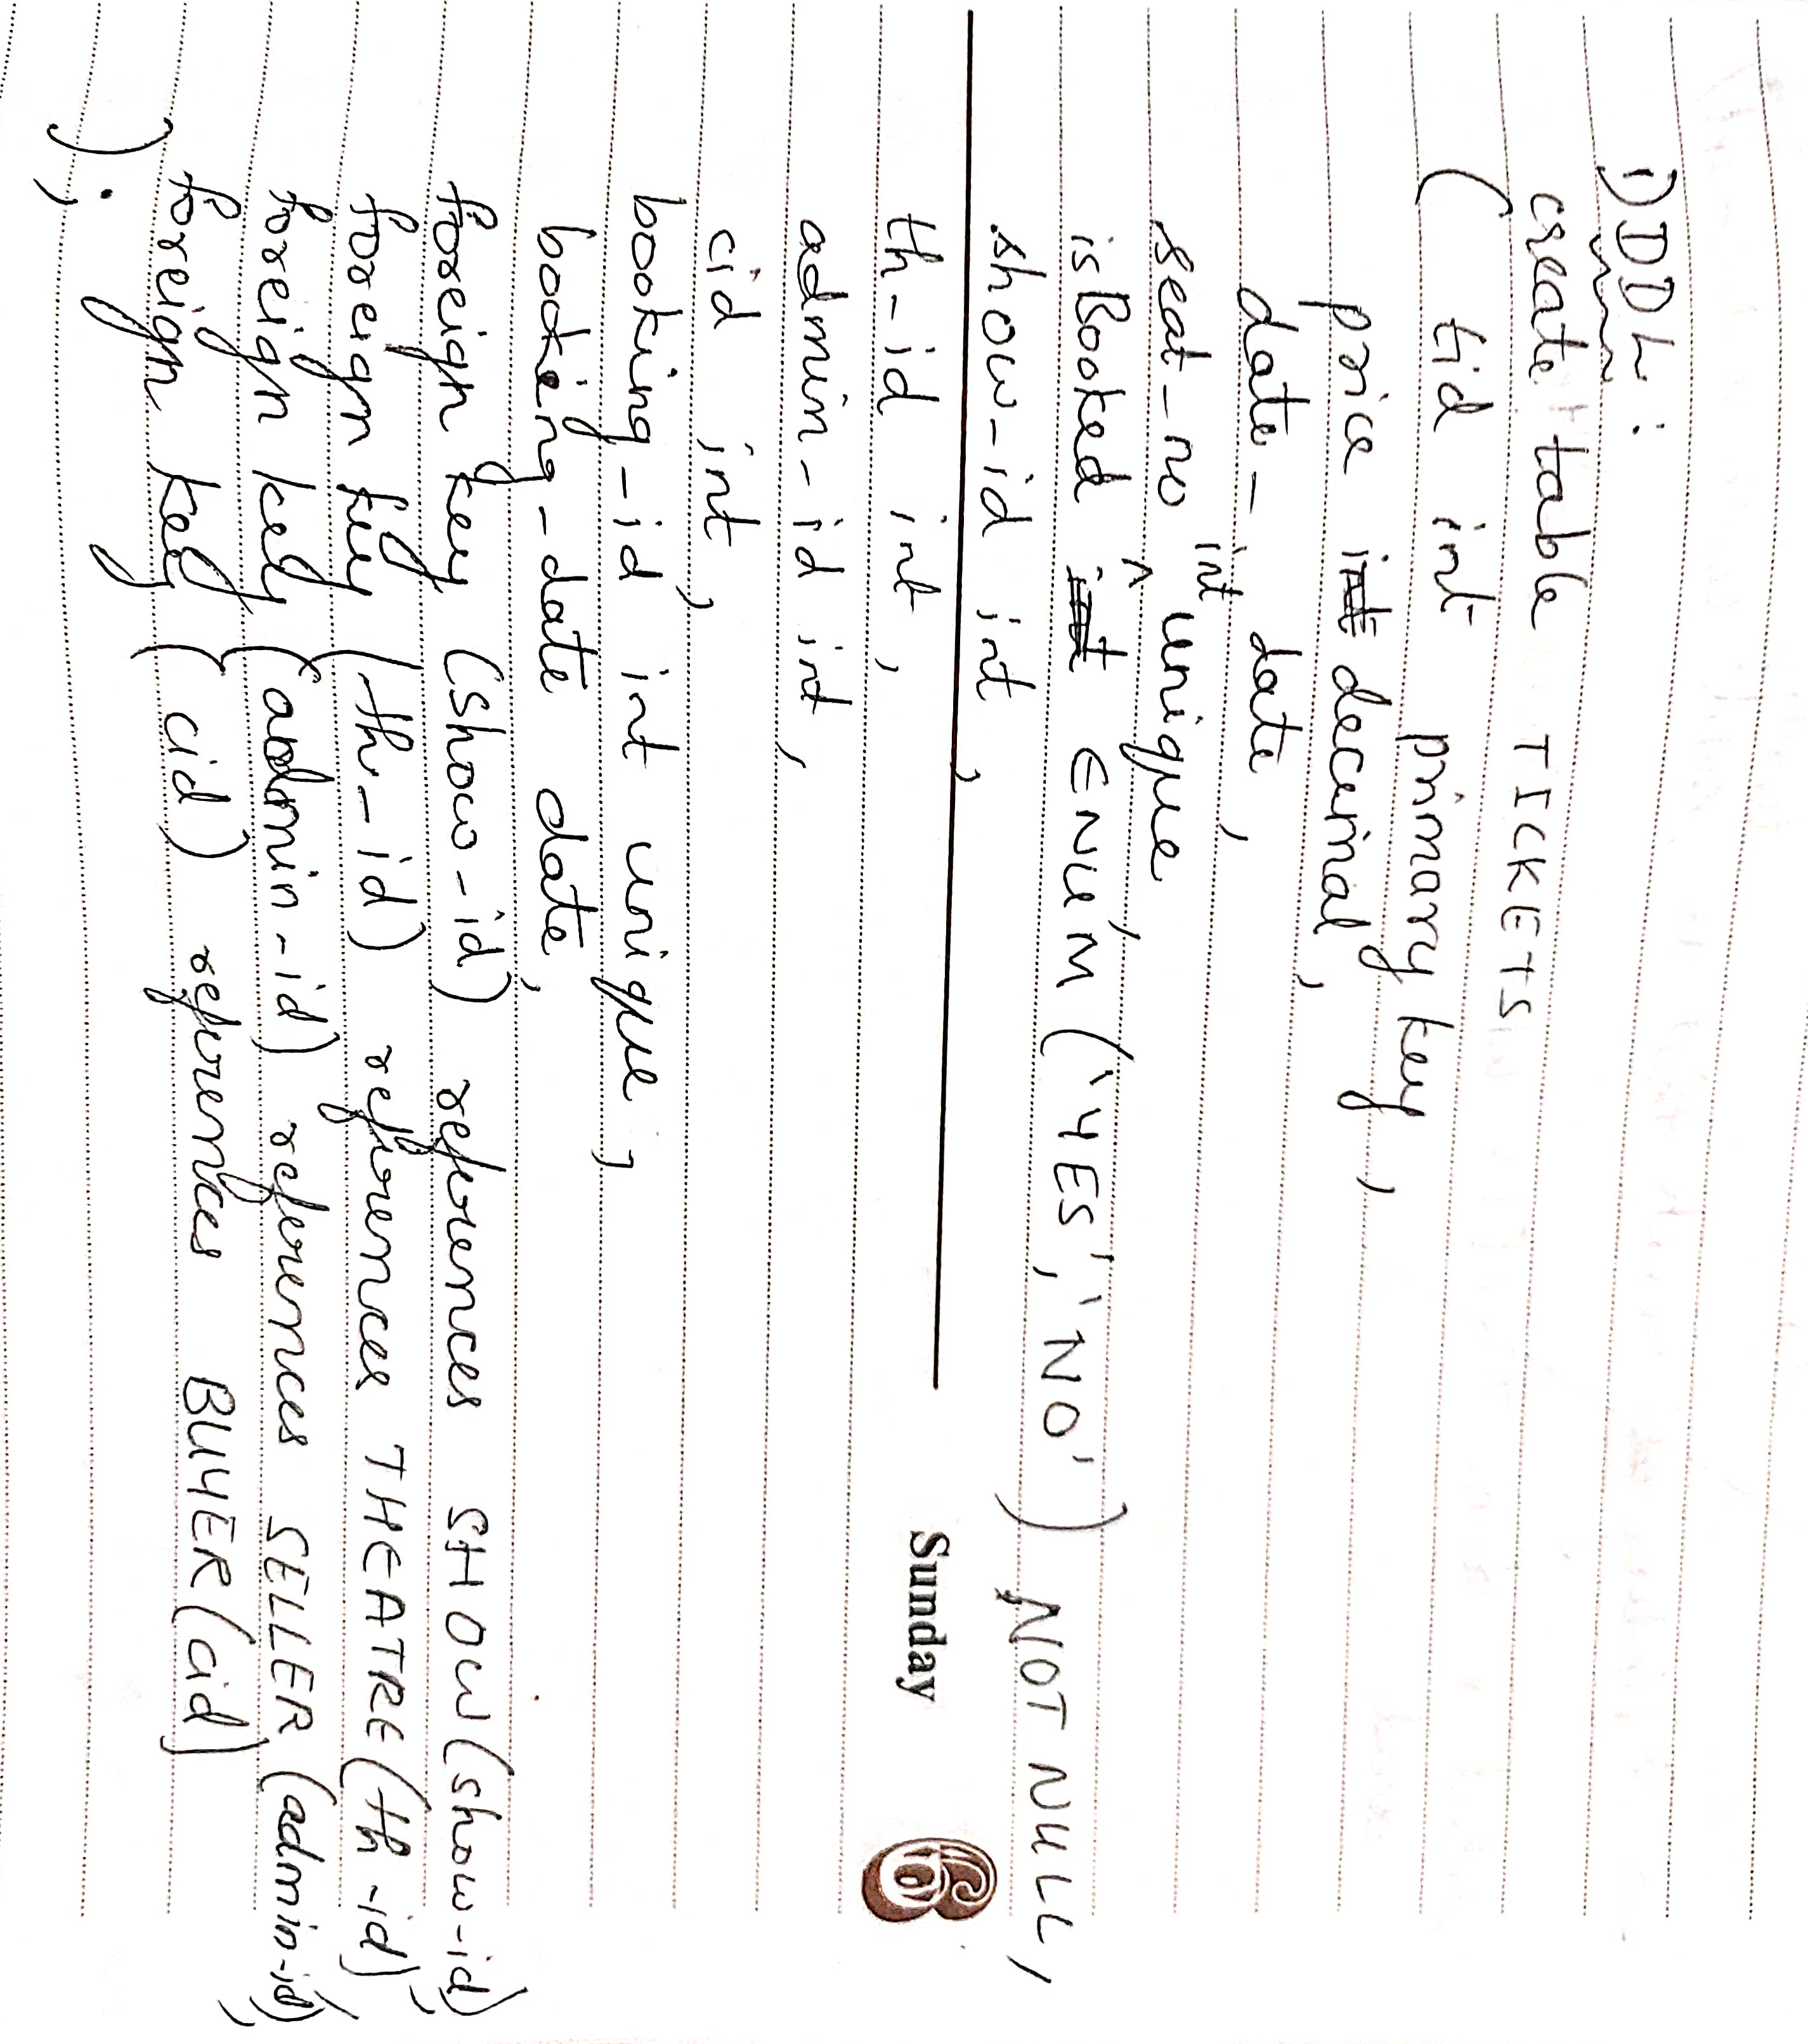 1) DDL :
create table TICKETS
( tid int primary key,
price decimal,
date_ date,
seat_no int unique,
isBooked ENUM ('YES', 'NO') NOT NULL,
show_id int,
Sunday 6
th_id int,
admin_id int,
cid int,
booking_id int unique,
booking_date date,
foreign key (show_id) references SHOW(show_id)
foreign key (th_id) references THEATRE(th_id),
foreign key (admin_id) references SELLER (admin_id),
foreign key (cid) references BUYER(cid)
);